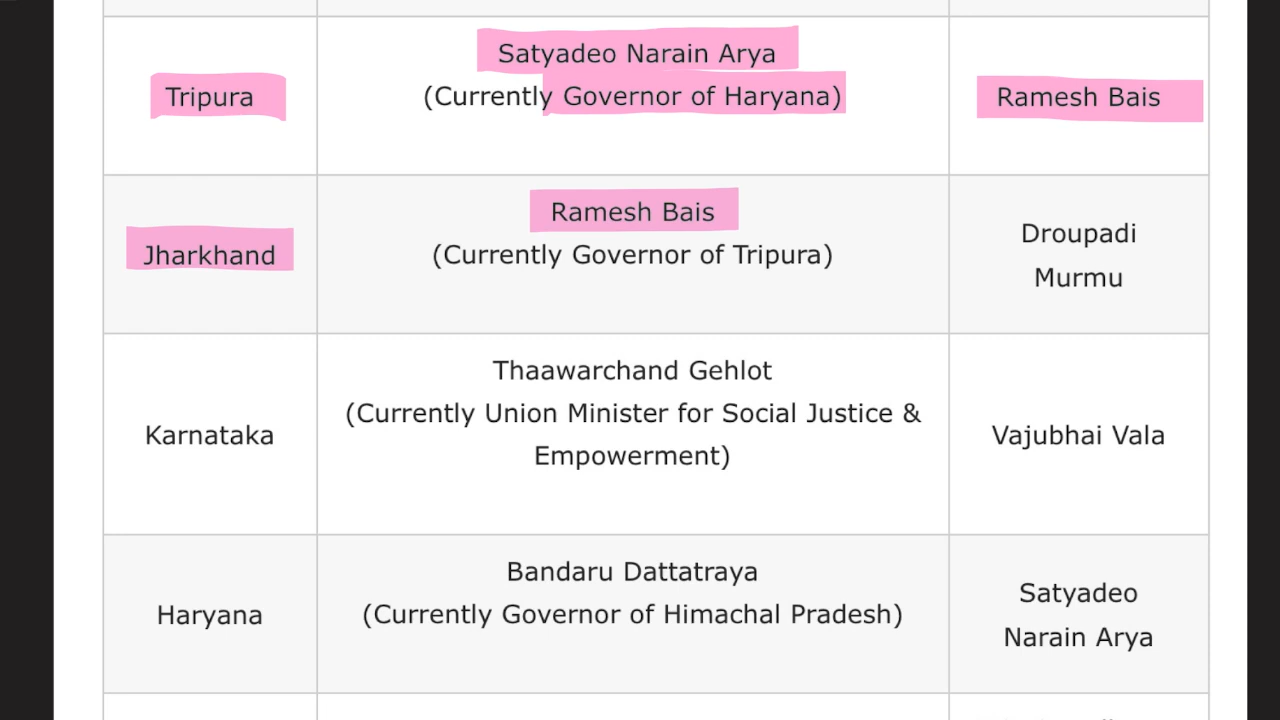 Tripura
Satyadeo Narain Arya
(Currently Governor of Haryana)
Ramesh Bais
Jharkhand
Ramesh Bais
(Currently Governor of Tripura)
Droupadi
Murmu
Karnataka
Thaawarchand Gehlot
(Currently Union Minister for Social Justice &
Empowerment)
Vajubhai Vala
Haryana
Bandaru Dattatraya
(Currently Governor of Himachal Pradesh)
Satyadeo
Narain Arya